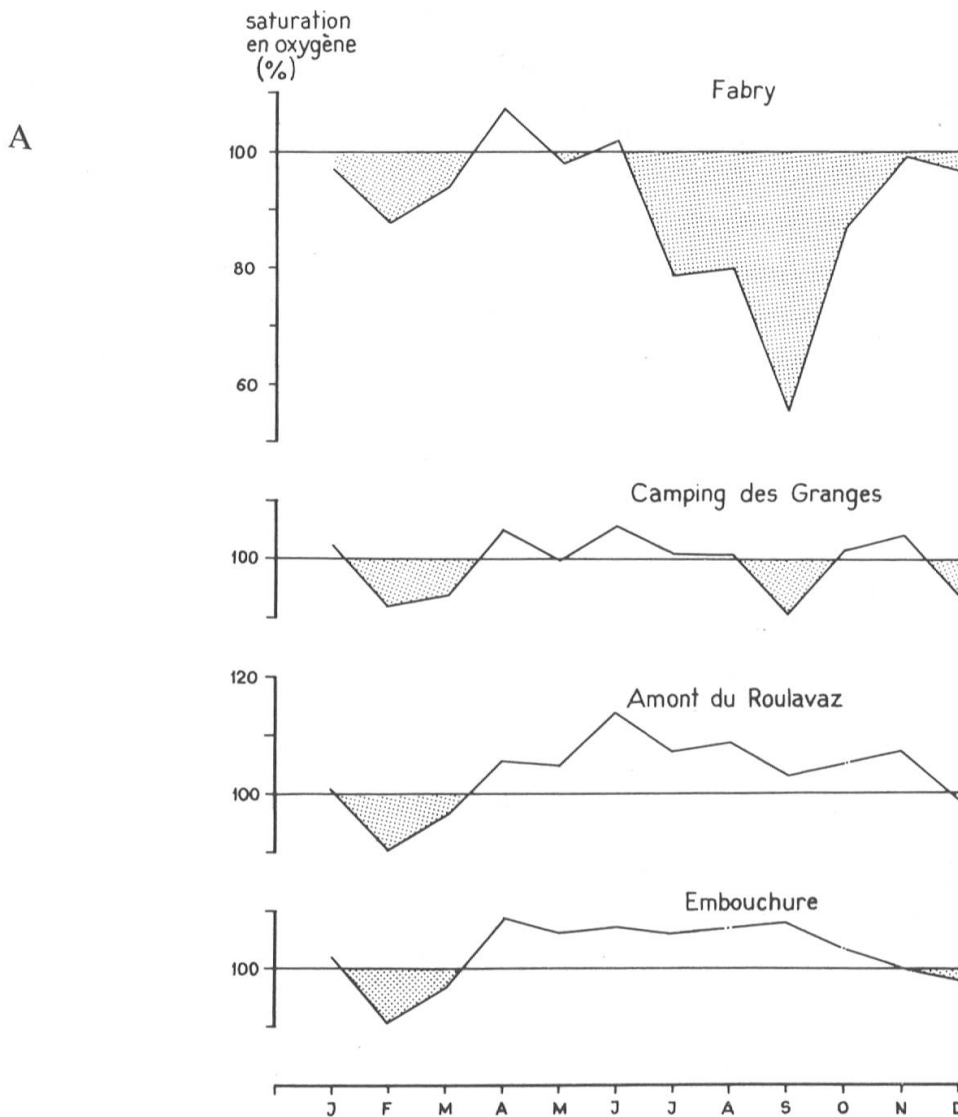 saturation
en oxygène
(%)
A
Fabry
100
80
60
Camping des Granges
100
120
Amont du Roulavaz
100
Embouchure
100
J F M A M J J A S O N D